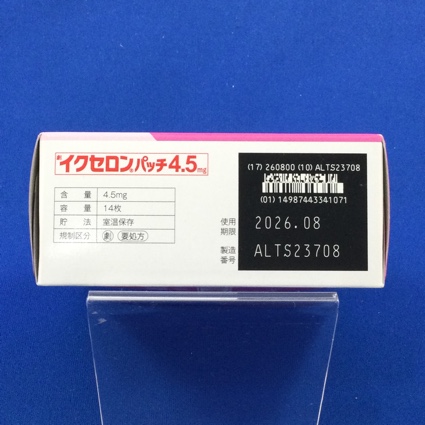 イクセロンパッチ4.5mg
含 量 4.5mg
容 量 14枚
貯 法 室温保存
規制区分 劇 要処方
(17) 260800 (10) ALTS23708
(01) 14987443341071
使用期限 2026.08
製造番号 ALTS23708